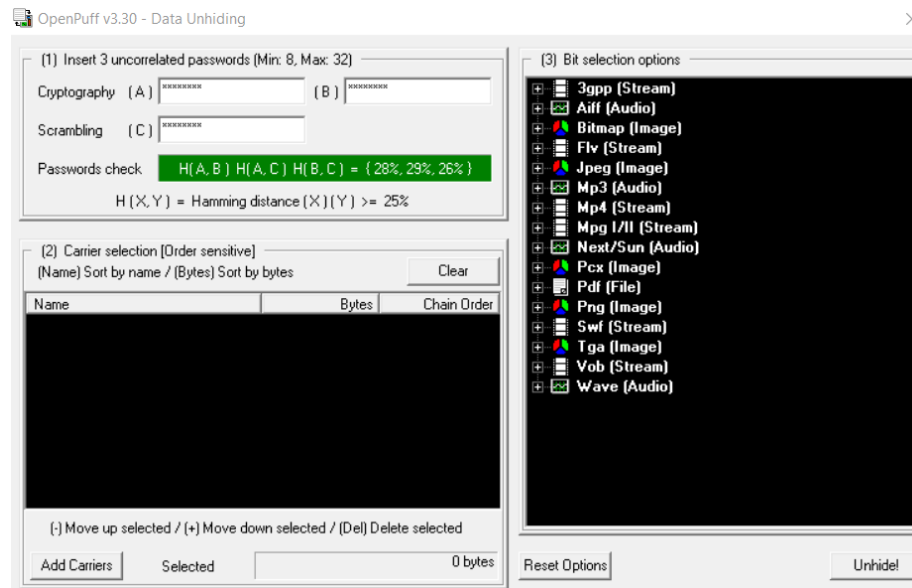 OpenPuff v3.30 - Data Unhiding
(1) Insert 3 uncorrelated passwords (Min: 8, Max: 32)
Cryptography (A) ******** (B) ********
Scrambling (C) ********
Passwords check H(A,B) H(A,C) H(B,C) = { 28%, 29%, 26% }
H (X,Y) = Hamming distance (X)(Y) >= 25%
(2) Carrier selection [Order sensitive]
(Name) Sort by name / (Bytes) Sort by bytes Clear
Name Bytes Chain Order
(-) Move up selected / (+) Move down selected / (Del) Delete selected
Add Carriers Selected 0 bytes
(3) Bit selection options
3gpp (Stream)
Aiff (Audio)
Bitmap (Image)
Flv (Stream)
Jpeg (Image)
Mp3 (Audio)
Mp4 (Stream)
Mpg I/II (Stream)
Next/Sun (Audio)
Pcx (Image)
Pdf (File)
Png (Image)
Swf (Stream)
Tga (Image)
Vob (Stream)
Wave (Audio)
Reset Options Unhide!